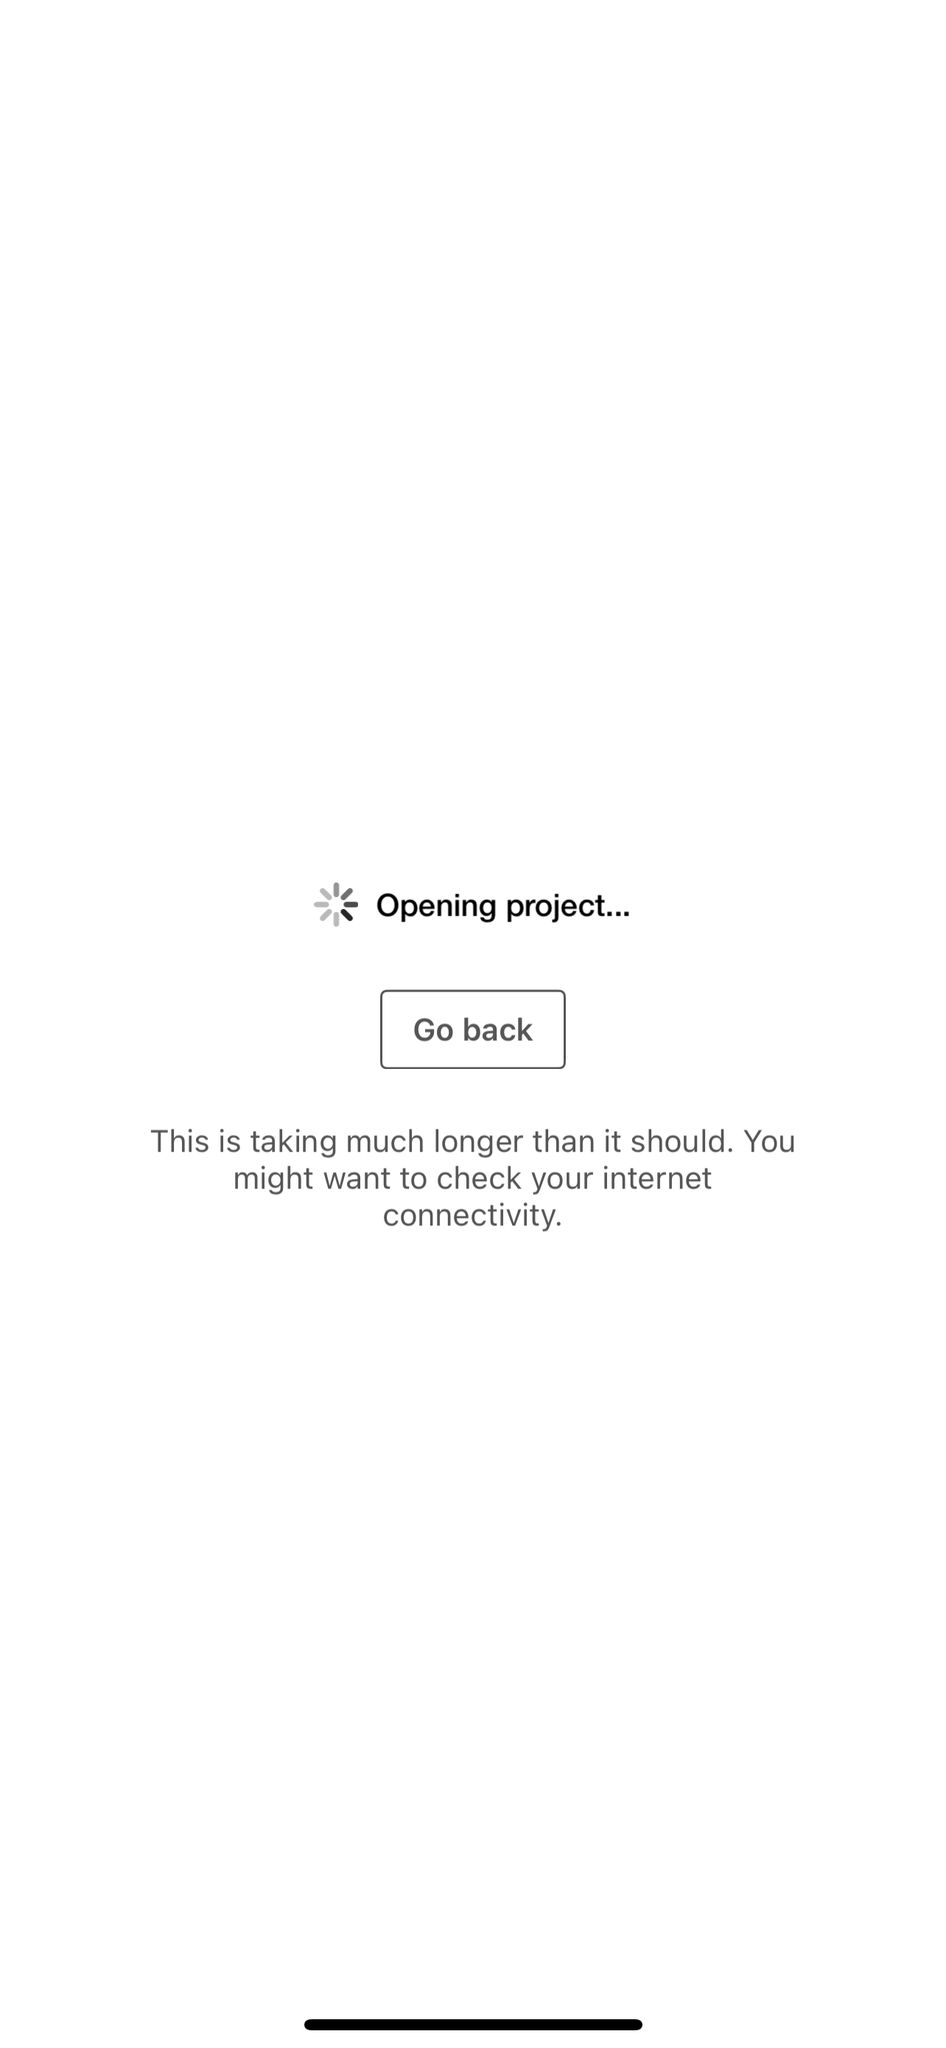 Opening project...
Go back
This is taking much longer than it should. You
might want to check your internet
connectivity.